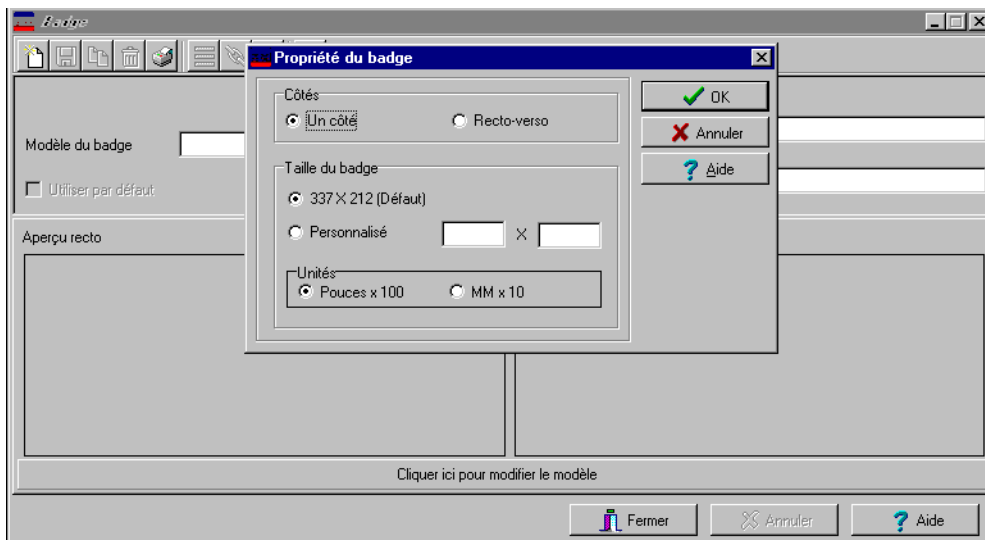 Badge
Propriété du badge
Côtés
Un côté
Recto-verso
OK
Annuler
Aide
Modèle du badge
Utiliser par défaut
Taille du badge
337 X 212 (Défaut)
Personnalisé
X
Unités
Pouces x 100
MM x 10
Aperçu recto
Cliquer ici pour modifier le modèle
Fermer
Annuler
Aide